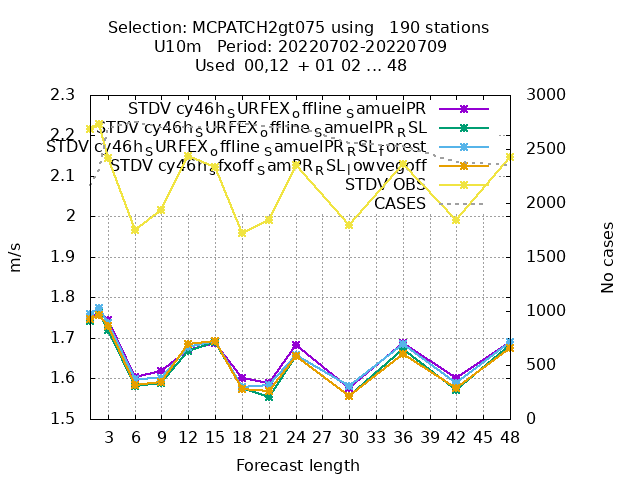 Selection: MCPATCH2gt075 using   190 stations
U10m   Period: 20220702-20220709
Used  00,12  + 01 02 ... 48
STDV cy46h_SURFEX_offline_SamuelPR
STDV cy46h_SURFEX_offline_SamuelPR_RSL
STDV cy46h_SURFEX_offline_SamuelPR_RSL_forest
STDV cy46h_sfxoff_SamPR_RSL_lowvegoff
STDV OBS
CASES
2.3
2.2
2.1
2
1.9
1.8
1.7
1.6
1.5
m/s
3000
2500
2000
1500
1000
500
0
No cases
3 6 9 12 15 18 21 24 27 30 33 36 39 42 45 48
Forecast length